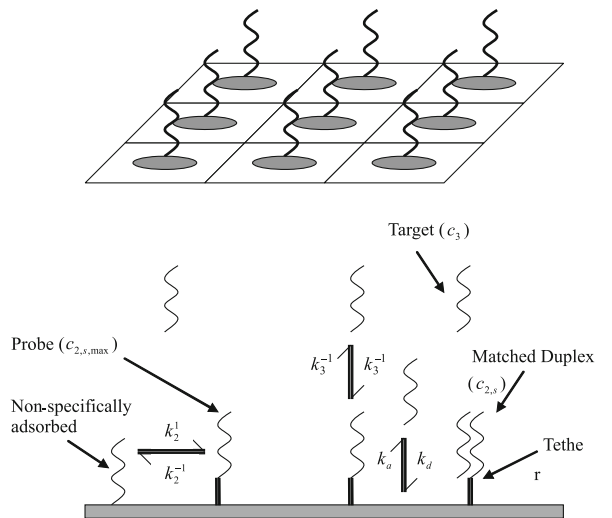 Target (c₃)
Probe (c₂,ₛ,ₘₐₓ)
k₃⁻¹ k₃⁻¹
Matched Duplex
(c₂,ₛ)
Non-specifically
adsorbed
k₂¹
k₂⁻¹
kₐ k_d
Tethe
r